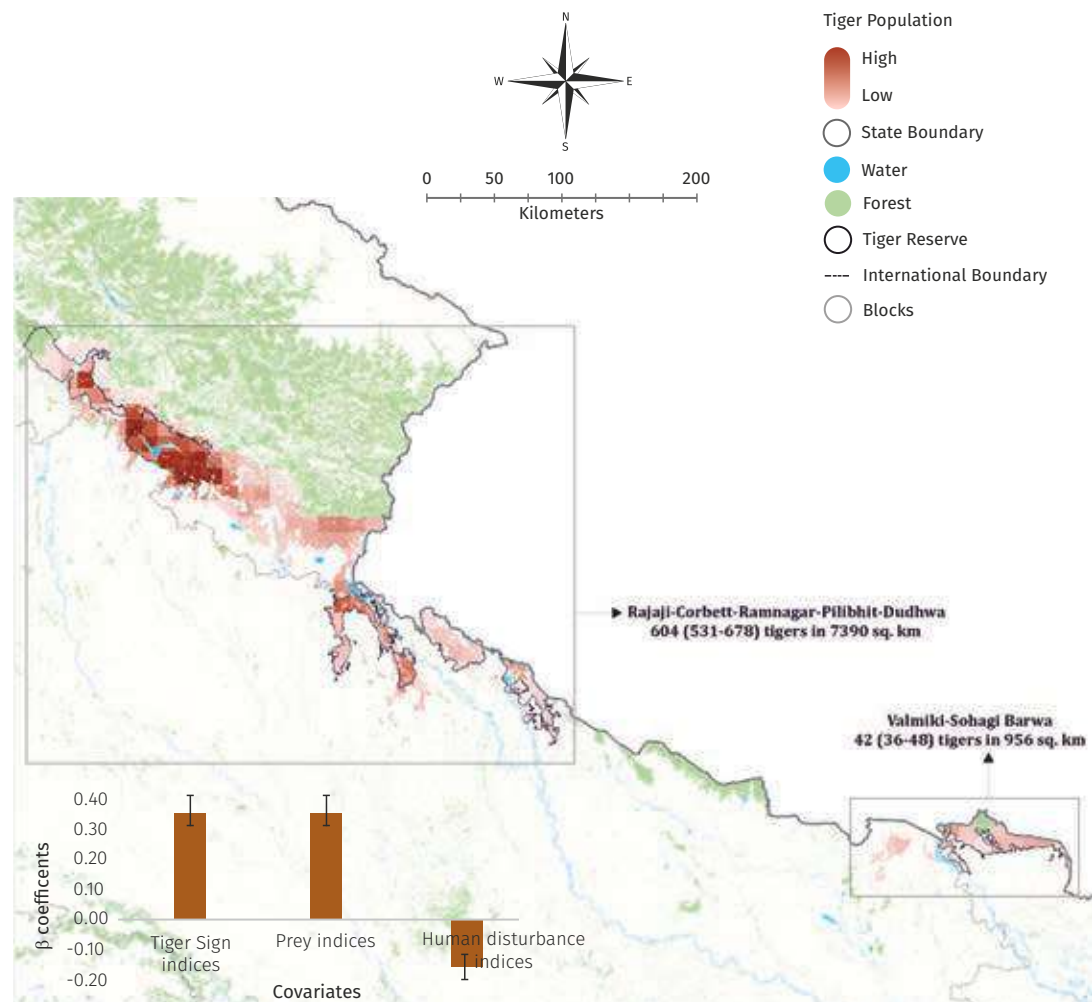 N
W E
S
0 50 100 200
Kilometers
Tiger Population
High
Low
State Boundary
Water
Forest
Tiger Reserve
International Boundary
Blocks
Rajaji-Corbett-Ramnagar-Pilibhit-Dudhwa
604 (531-678) tigers in 7390 sq. km
Valmiki-Sohagi Barwa
42 (36-48) tigers in 956 sq. km
0.40
0.30
0.20
0.10
0.00
-0.10
-0.20
β coefficents
Tiger Sign
indices
Prey indices
Human disturbance
indices
Covariates